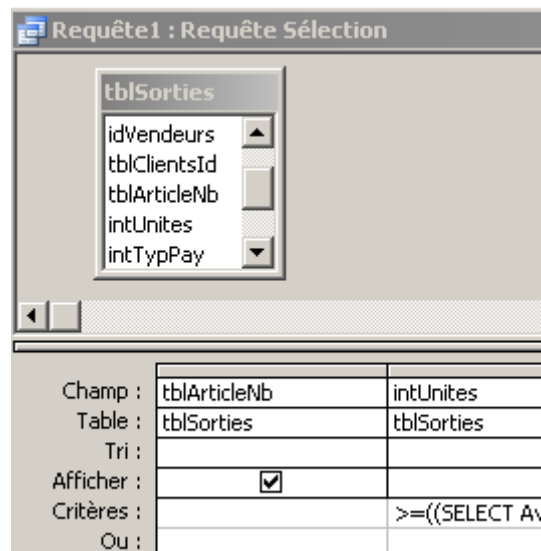 Requête1 : Requête Sélection
tblSorties
idVendeurs
tblClientsId
tblArticleNb
intUnites
intTypPay
Champ : tblArticleNb intUnites
Table : tblSorties tblSorties
Tri :
Afficher :
Critères : >=((SELECT Av
Ou :